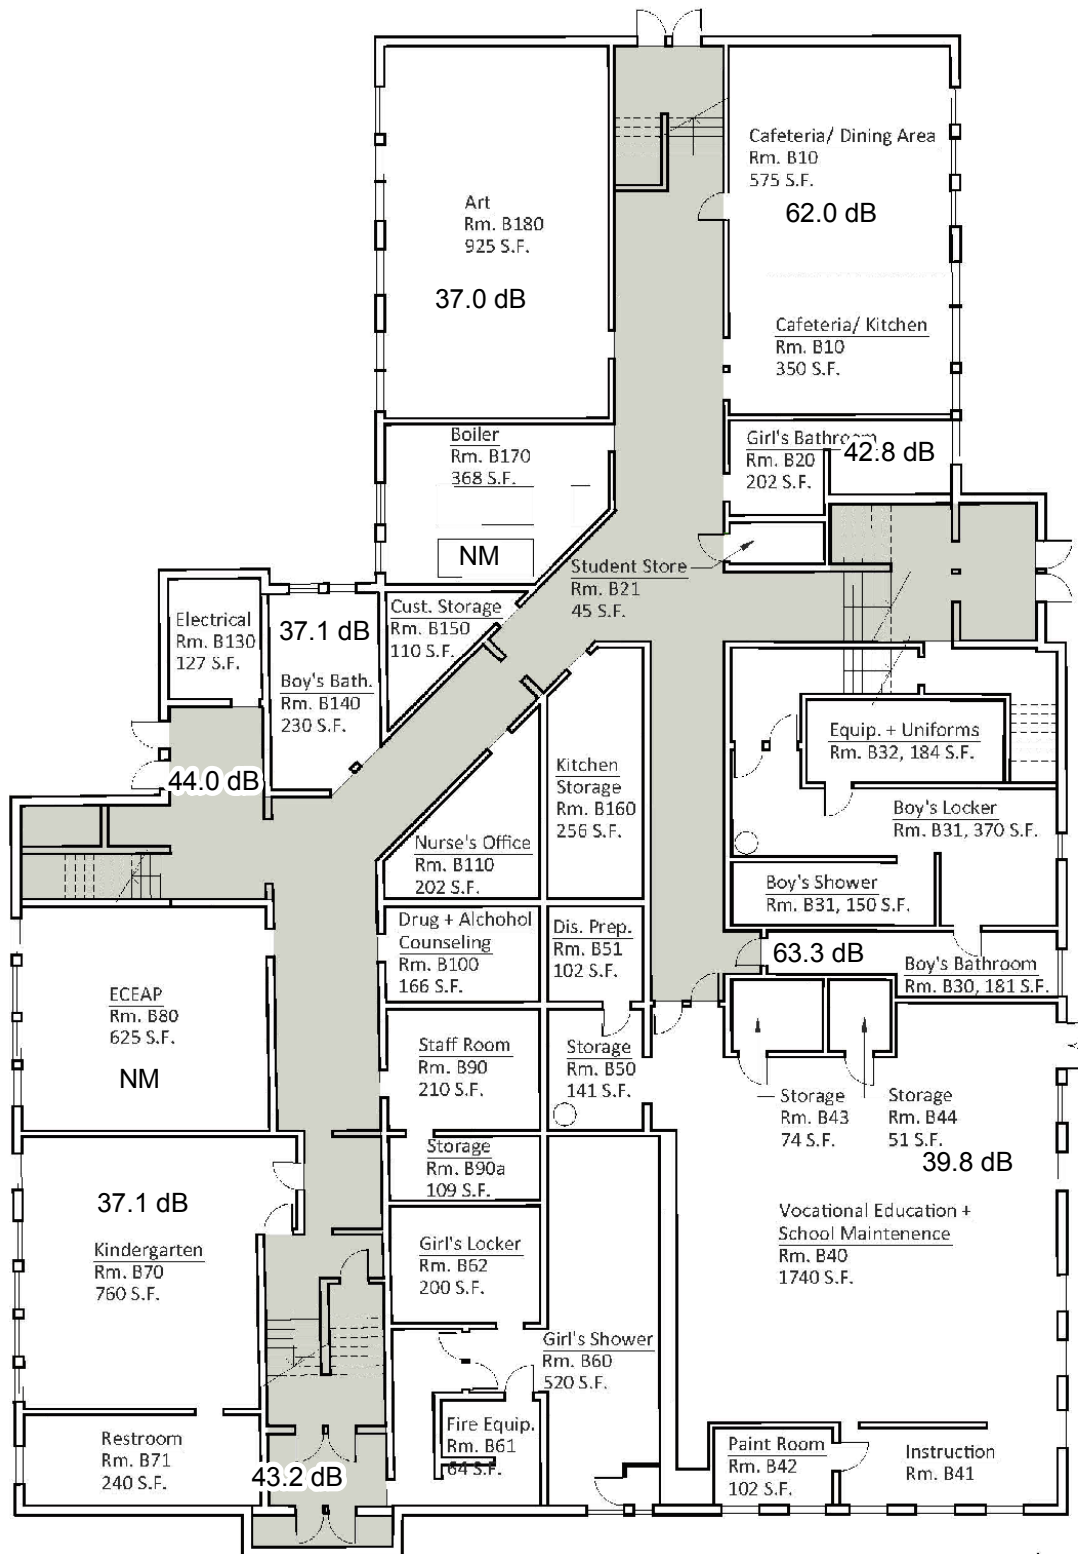 Cafeteria/ Dining Area
Rm. B10
575 S.F.
62.0 dB
Art
Rm. B180
925 S.F.
37.0 dB
Cafeteria/ Kitchen
Rm. B10
350 S.F.
Boiler
Rm. B170
368 S.F.
NM
Girl's Bathroom
Rm. B20
202 S.F.
42.8 dB
Student Store
Rm. B21
45 S.F.
Electrical
Rm. B130
127 S.F.
37.1 dB
Boy's Bath.
Rm. B140
230 S.F.
Cust. Storage
Rm. B150
110 S.F.
44.0 dB
Kitchen
Storage
Rm. B160
256 S.F.
Equip. + Uniforms
Rm. B32, 184 S.F.
Boy's Locker
Rm. B31, 370 S.F.
Nurse's Office
Rm. B110
202 S.F.
Boy's Shower
Rm. B31, 150 S.F.
Drug + Alchohol
Counseling
Rm. B100
166 S.F.
Dis. Prep.
Rm. B51
102 S.F.
63.3 dB
Boy's Bathroom
Rm. B30, 181 S.F.
ECEAP
Rm. B80
625 S.F.
NM
Staff Room
Rm. B90
210 S.F.
Storage
Rm. B50
141 S.F.
Storage
Rm. B43
74 S.F.
Storage
Rm. B44
51 S.F.
39.8 dB
Storage
Rm. B90a
109 S.F.
37.1 dB
Kindergarten
Rm. B70
760 S.F.
Girl's Locker
Rm. B62
200 S.F.
Vocational Education +
School Maintenence
Rm. B40
1740 S.F.
Girl's Shower
Rm. B60
520 S.F.
Fire Equip.
Rm. B61
64 S.F.
Restroom
Rm. B71
240 S.F.
43.2 dB
Paint Room
Rm. B42
102 S.F.
Instruction
Rm. B41